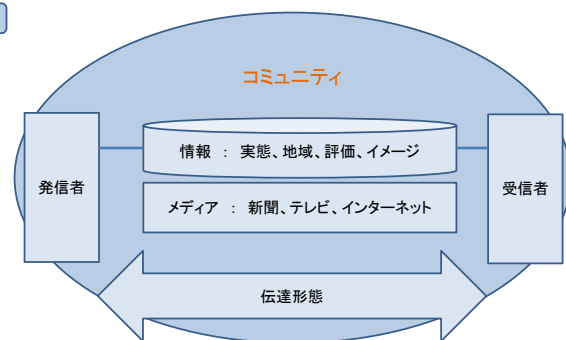 コミュニティ
情報 ： 実態、地域、評価、イメージ
発信者
受信者
メディア ： 新聞、テレビ、インターネット
伝達形態